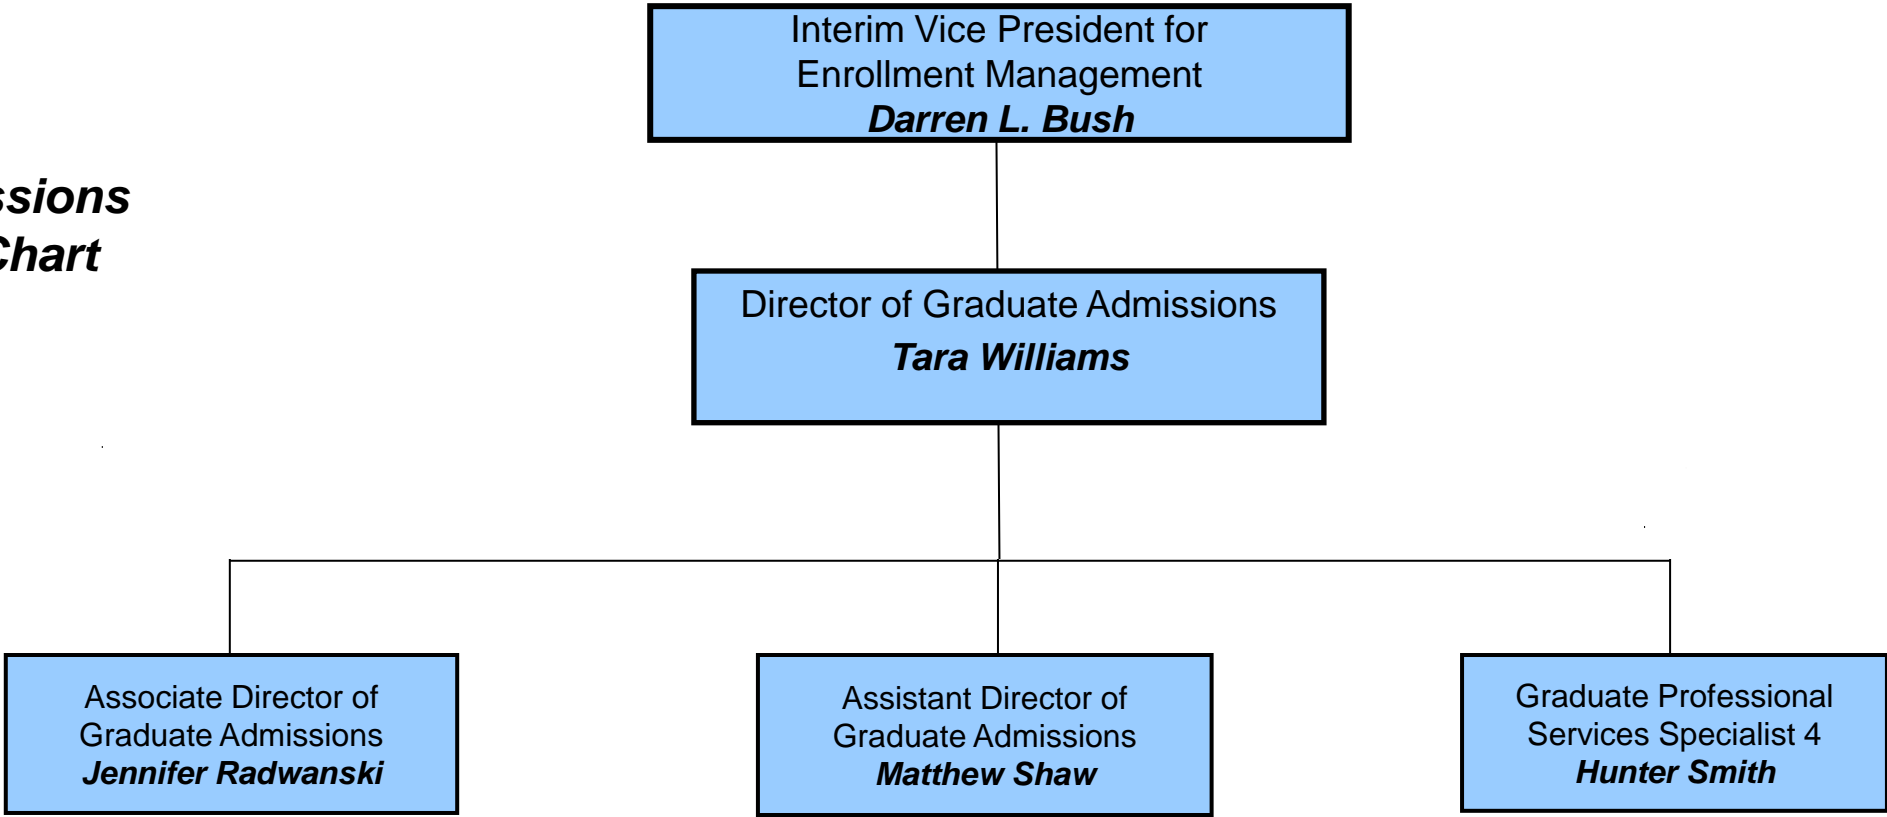 Interim Vice President for
Enrollment Management
Darren L. Bush
ssions
Chart
Director of Graduate Admissions
Tara Williams
Associate Director of
Graduate Admissions
Jennifer Radwanski
Assistant Director of
Graduate Admissions
Matthew Shaw
Graduate Professional
Services Specialist 4
Hunter Smith